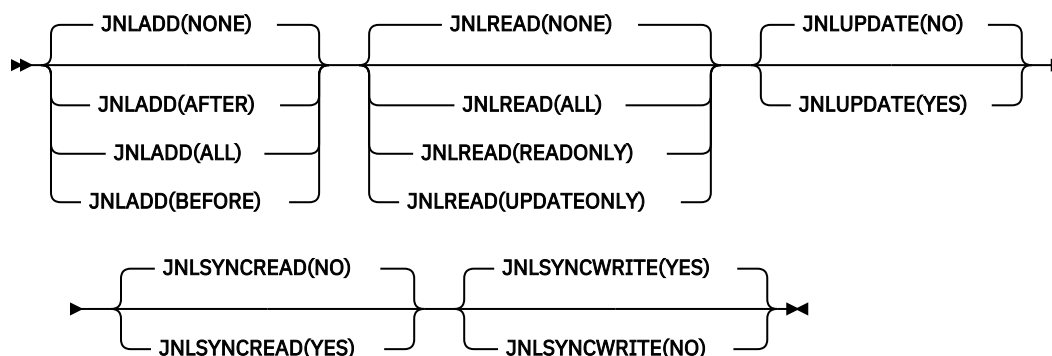 JNLADD(NONE) JNLREAD(NONE) JNLUPDATE(NO)
JNLADD(AFTER) JNLREAD(ALL) JNLUPDATE(YES)
JNLADD(ALL) JNLREAD(READONLY)
JNLADD(BEFORE) JNLREAD(UPDATEONLY)
JNLSYNCREAD(NO) JNLSYNCWRITE(YES)
JNLSYNCREAD(YES) JNLSYNCWRITE(NO)